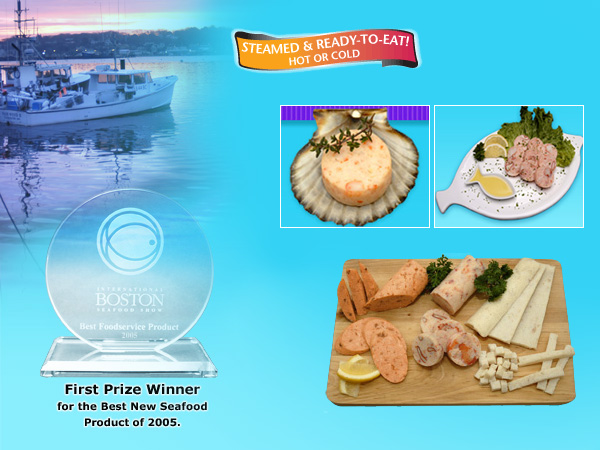 STEAMED & READY-TO-EAT!
HOT OR COLD
INTERNATIONAL
BOSTON
SEAFOOD SHOW
Best Foodservice Product
2005
First Prize Winner
for the Best New Seafood
Product of 2005.